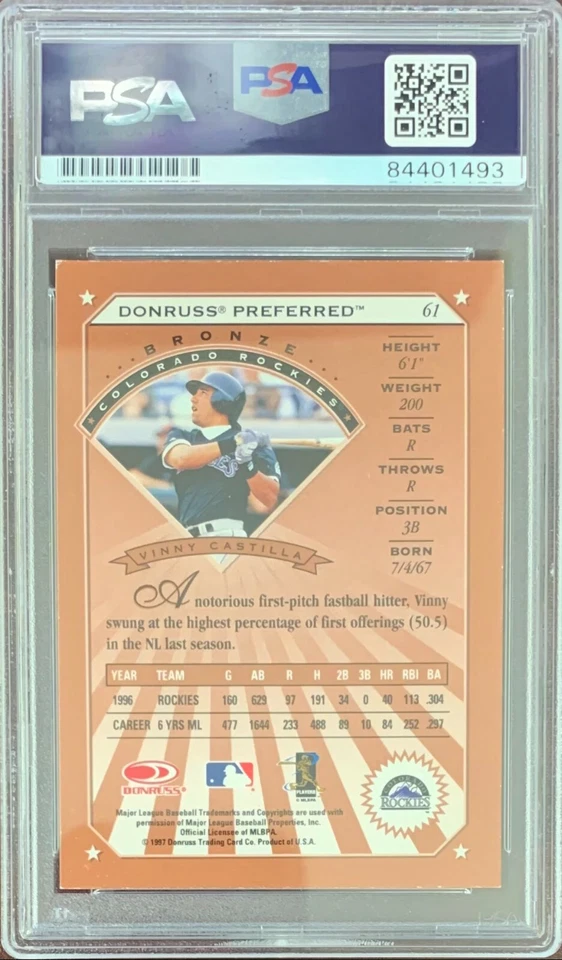 PSA
PSA
84401493
DONRUSS® PREFERRED™ 61
BRONZE
COLORADO ROCKIES
HEIGHT
6'1"
WEIGHT
200
BATS
R
THROWS
R
POSITION
3B
BORN
7/4/67
VINNY CASTILLA
A notorious first-pitch fastball hitter, Vinny
swung at the highest percentage of first offerings (50.5)
in the NL last season.
YEAR TEAM G AB R H 2B 3B HR RBI BA
1996 ROCKIES 160 629 97 191 34 0 40 113 .304
CAREER 6 YRS ML 477 1644 233 488 89 10 84 252 .297
DONRUSS
PLAYERS
© MLBPA
COLORADO
ROCKIES
Major League Baseball Trademarks and Copyrights are used with
permission of Major League Baseball Properties, Inc.
Official Licensee of MLBPA.
© 1997 Donruss Trading Card Co. Product of U.S.A.
PSA